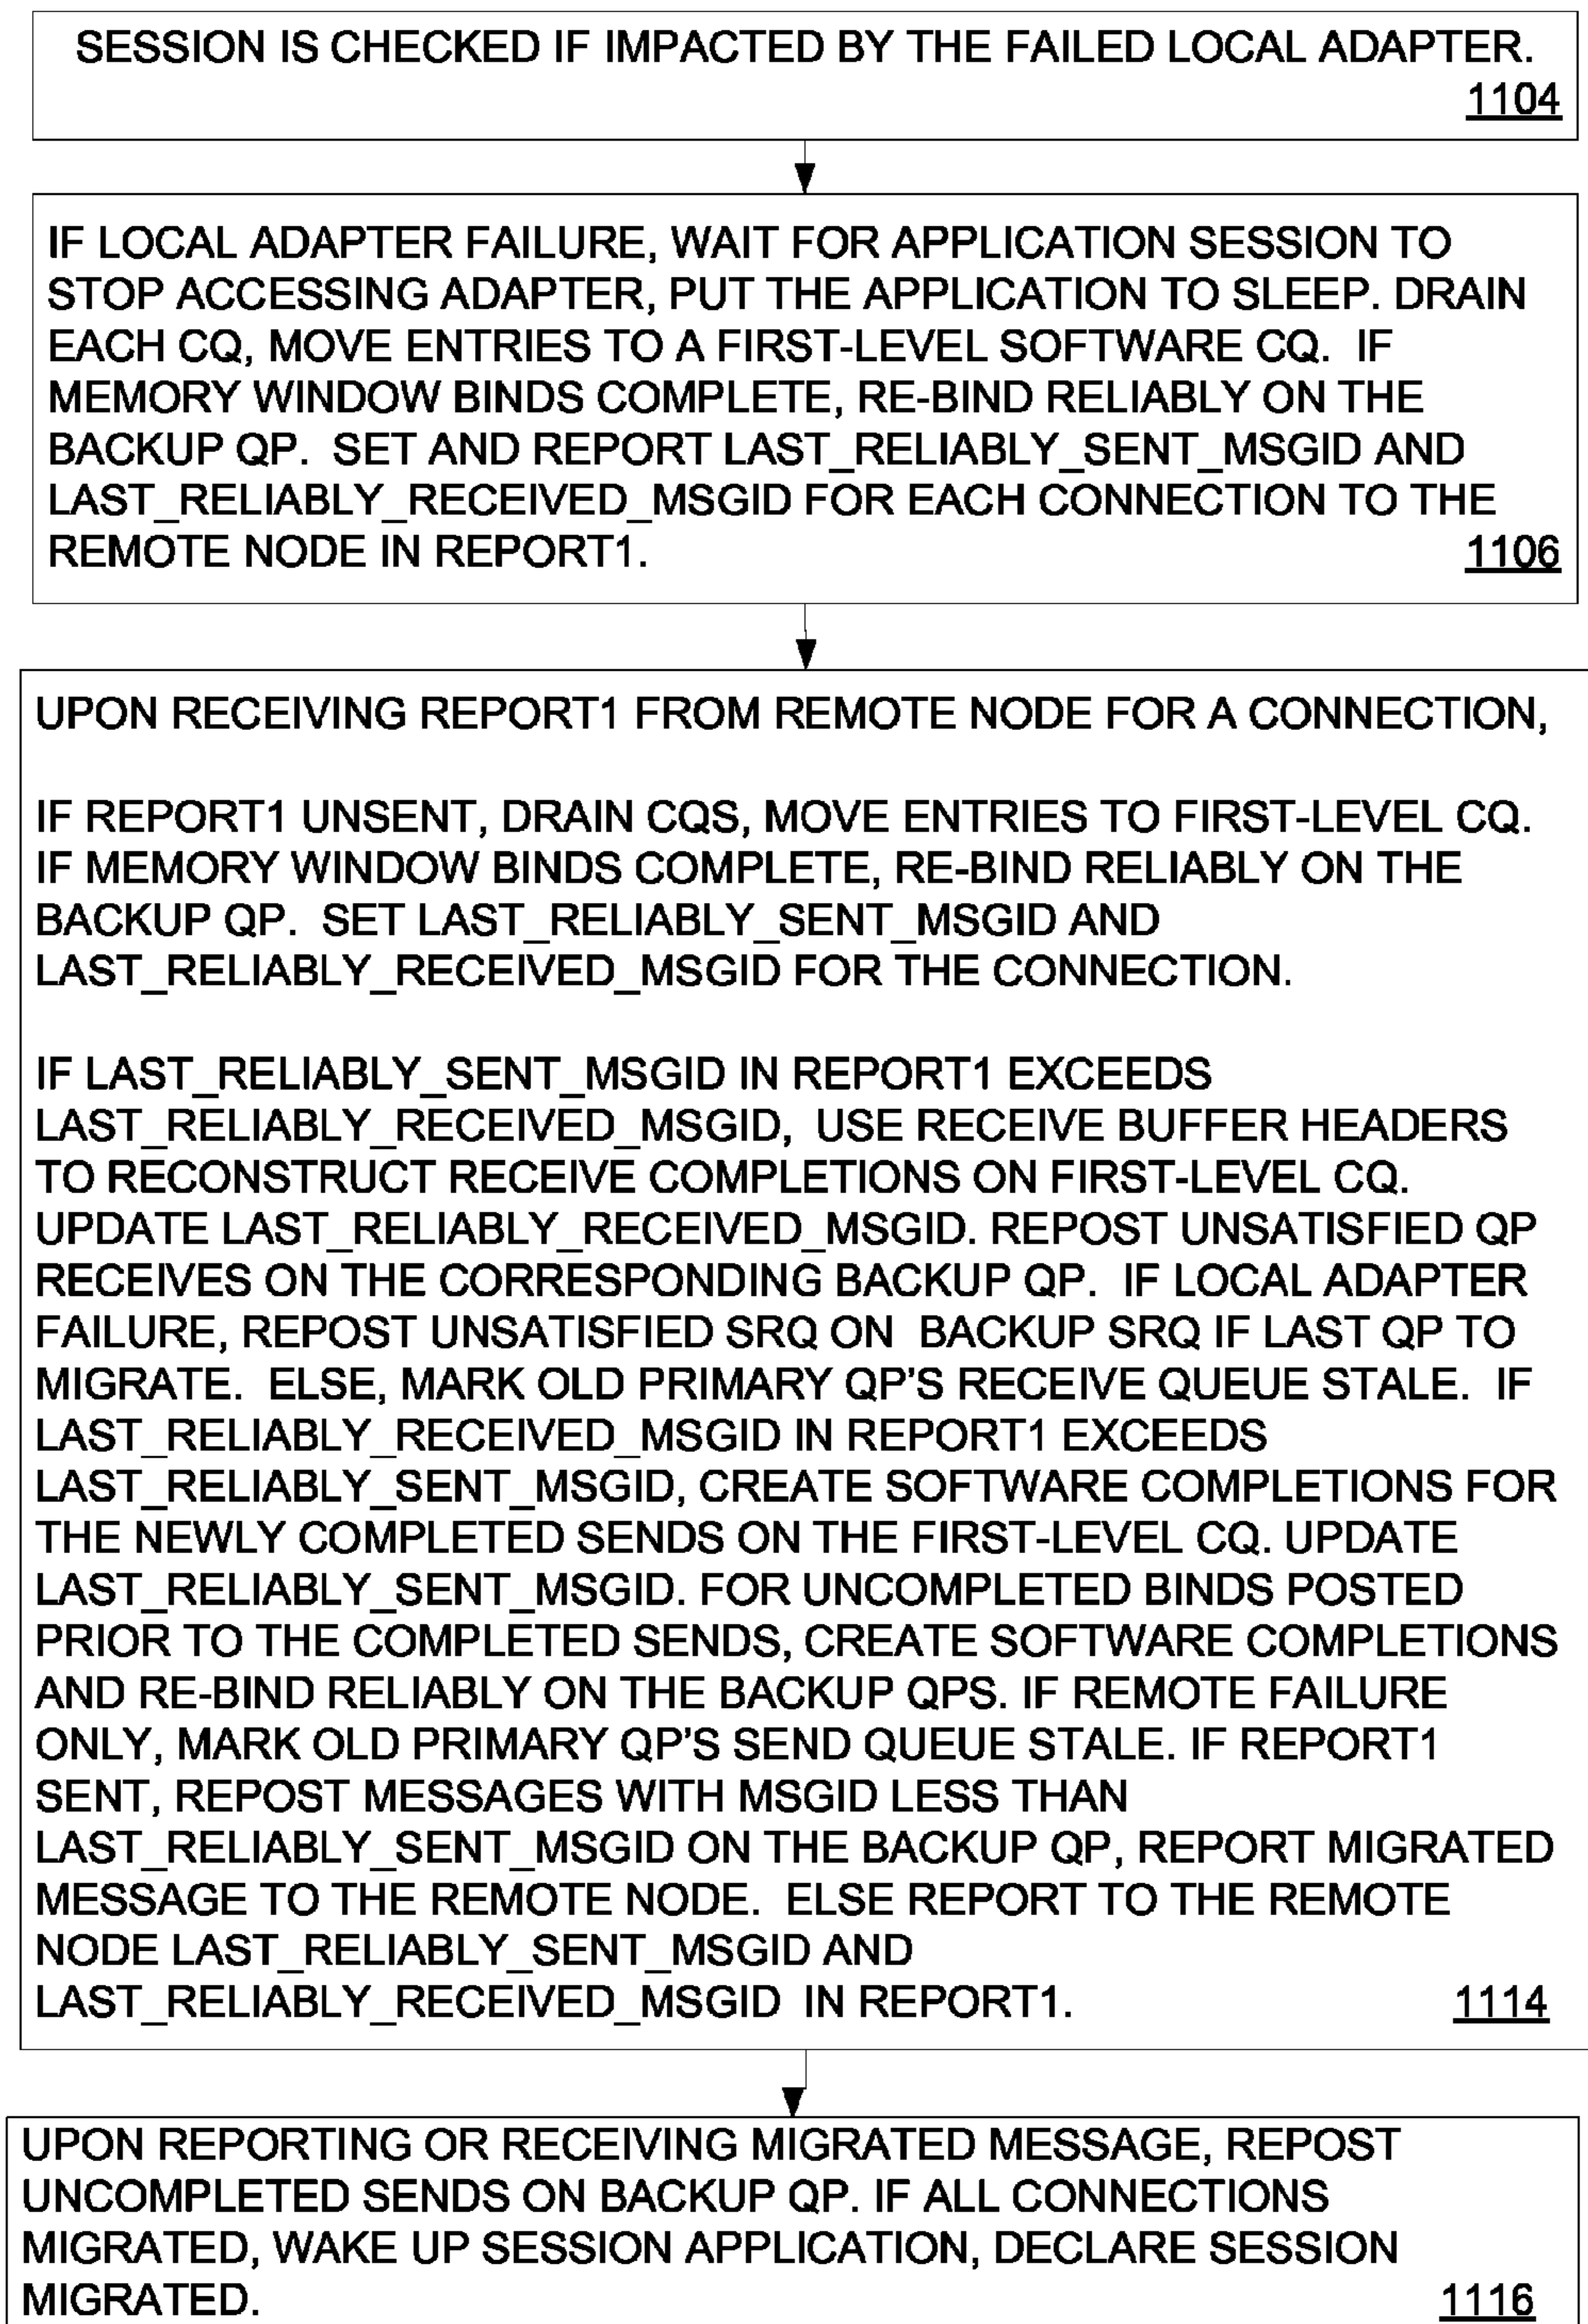 SESSION IS CHECKED IF IMPACTED BY THE FAILED LOCAL ADAPTER.
1104
IF LOCAL ADAPTER FAILURE, WAIT FOR APPLICATION SESSION TO
STOP ACCESSING ADAPTER, PUT THE APPLICATION TO SLEEP. DRAIN
EACH CQ, MOVE ENTRIES TO A FIRST-LEVEL SOFTWARE CQ. IF
MEMORY WINDOW BINDS COMPLETE, RE-BIND RELIABLY ON THE
BACKUP QP. SET AND REPORT LAST_RELIABLY_SENT_MSGID AND
LAST_RELIABLY_RECEIVED_MSGID FOR EACH CONNECTION TO THE
REMOTE NODE IN REPORT1. 1106
UPON RECEIVING REPORT1 FROM REMOTE NODE FOR A CONNECTION,
IF REPORT1 UNSENT, DRAIN CQS, MOVE ENTRIES TO FIRST-LEVEL CQ.
IF MEMORY WINDOW BINDS COMPLETE, RE-BIND RELIABLY ON THE
BACKUP QP. SET LAST_RELIABLY_SENT_MSGID AND
LAST_RELIABLY_RECEIVED_MSGID FOR THE CONNECTION.
IF LAST_RELIABLY_SENT_MSGID IN REPORT1 EXCEEDS
LAST_RELIABLY_RECEIVED_MSGID, USE RECEIVE BUFFER HEADERS
TO RECONSTRUCT RECEIVE COMPLETIONS ON FIRST-LEVEL CQ.
UPDATE LAST_RELIABLY_RECEIVED_MSGID. REPOST UNSATISFIED QP
RECEIVES ON THE CORRESPONDING BACKUP QP. IF LOCAL ADAPTER
FAILURE, REPOST UNSATISFIED SRQ ON BACKUP SRQ IF LAST QP TO
MIGRATE. ELSE, MARK OLD PRIMARY QP'S RECEIVE QUEUE STALE. IF
LAST_RELIABLY_RECEIVED_MSGID IN REPORT1 EXCEEDS
LAST_RELIABLY_SENT_MSGID, CREATE SOFTWARE COMPLETIONS FOR
THE NEWLY COMPLETED SENDS ON THE FIRST-LEVEL CQ. UPDATE
LAST_RELIABLY_SENT_MSGID. FOR UNCOMPLETED BINDS POSTED
PRIOR TO THE COMPLETED SENDS, CREATE SOFTWARE COMPLETIONS
AND RE-BIND RELIABLY ON THE BACKUP QPS. IF REMOTE FAILURE
ONLY, MARK OLD PRIMARY QP'S SEND QUEUE STALE. IF REPORT1
SENT, REPOST MESSAGES WITH MSGID LESS THAN
LAST_RELIABLY_SENT_MSGID ON THE BACKUP QP, REPORT MIGRATED
MESSAGE TO THE REMOTE NODE. ELSE REPORT TO THE REMOTE
NODE LAST_RELIABLY_SENT_MSGID AND
LAST_RELIABLY_RECEIVED_MSGID IN REPORT1. 1114
UPON REPORTING OR RECEIVING MIGRATED MESSAGE, REPOST
UNCOMPLETED SENDS ON BACKUP QP. IF ALL CONNECTIONS
MIGRATED, WAKE UP SESSION APPLICATION, DECLARE SESSION
MIGRATED. 1116